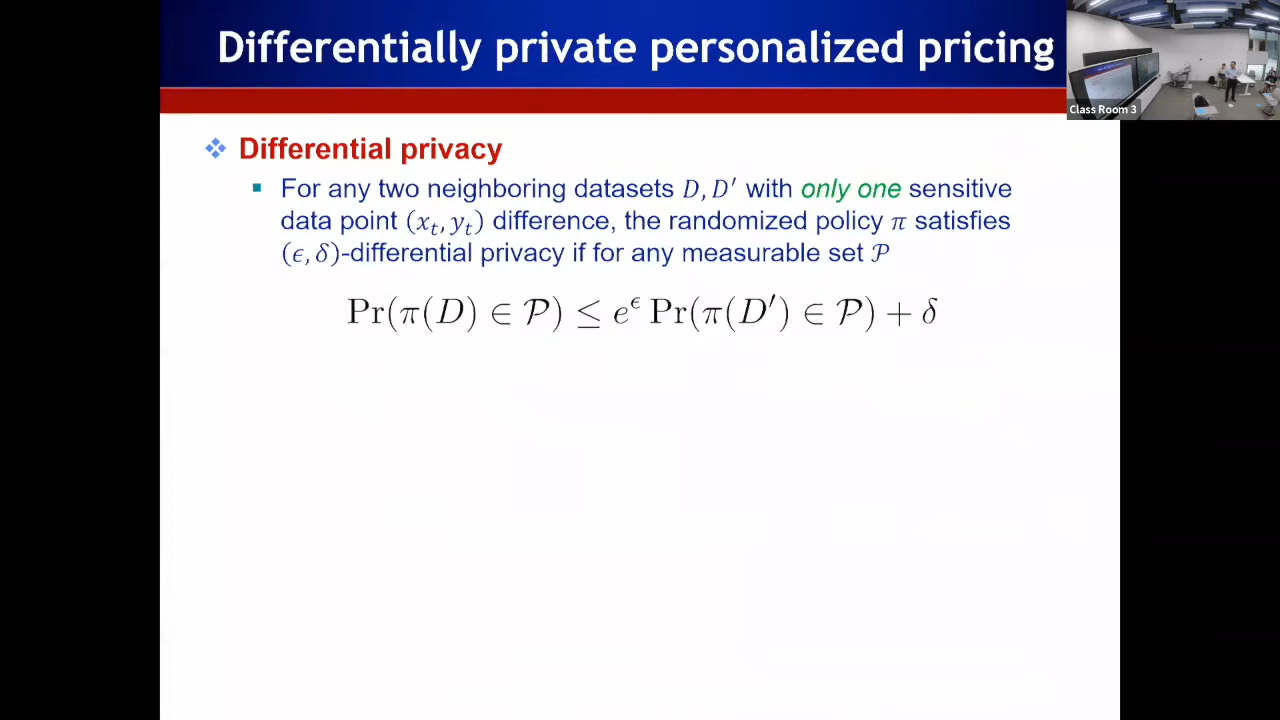 Differentially private personalized pricing
Class Room 3
❖ Differential privacy
▪ For any two neighboring datasets D, D′ with only one sensitive
data point (xₜ, yₜ) difference, the randomized policy π satisfies
(ϵ, δ)-differential privacy if for any measurable set 𝒫
Pr(π(D) ∈ 𝒫) ≤ e^ϵ Pr(π(D′) ∈ 𝒫) + δ